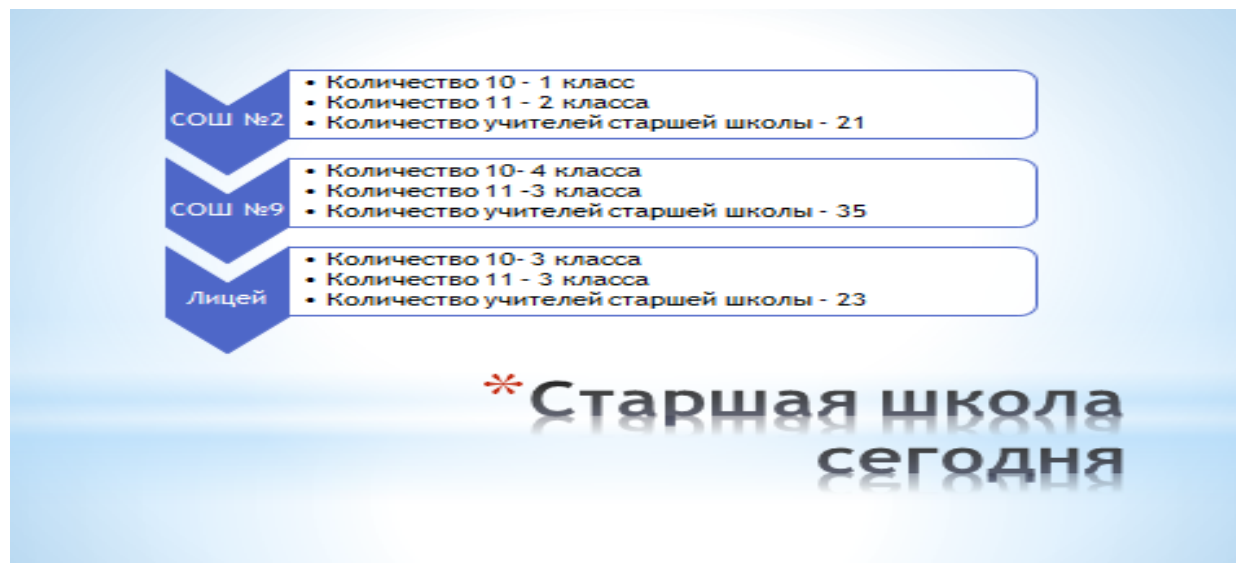 СОШ №2
• Количество 10 - 1 класс
• Количество 11 - 2 класса
• Количество учителей старшей школы - 21
СОШ №9
• Количество 10- 4 класса
• Количество 11 -3 класса
• Количество учителей старшей школы - 35
Лицей
• Количество 10- 3 класса
• Количество 11 - 3 класса
• Количество учителей старшей школы - 23
*Старшая школа
сегодня